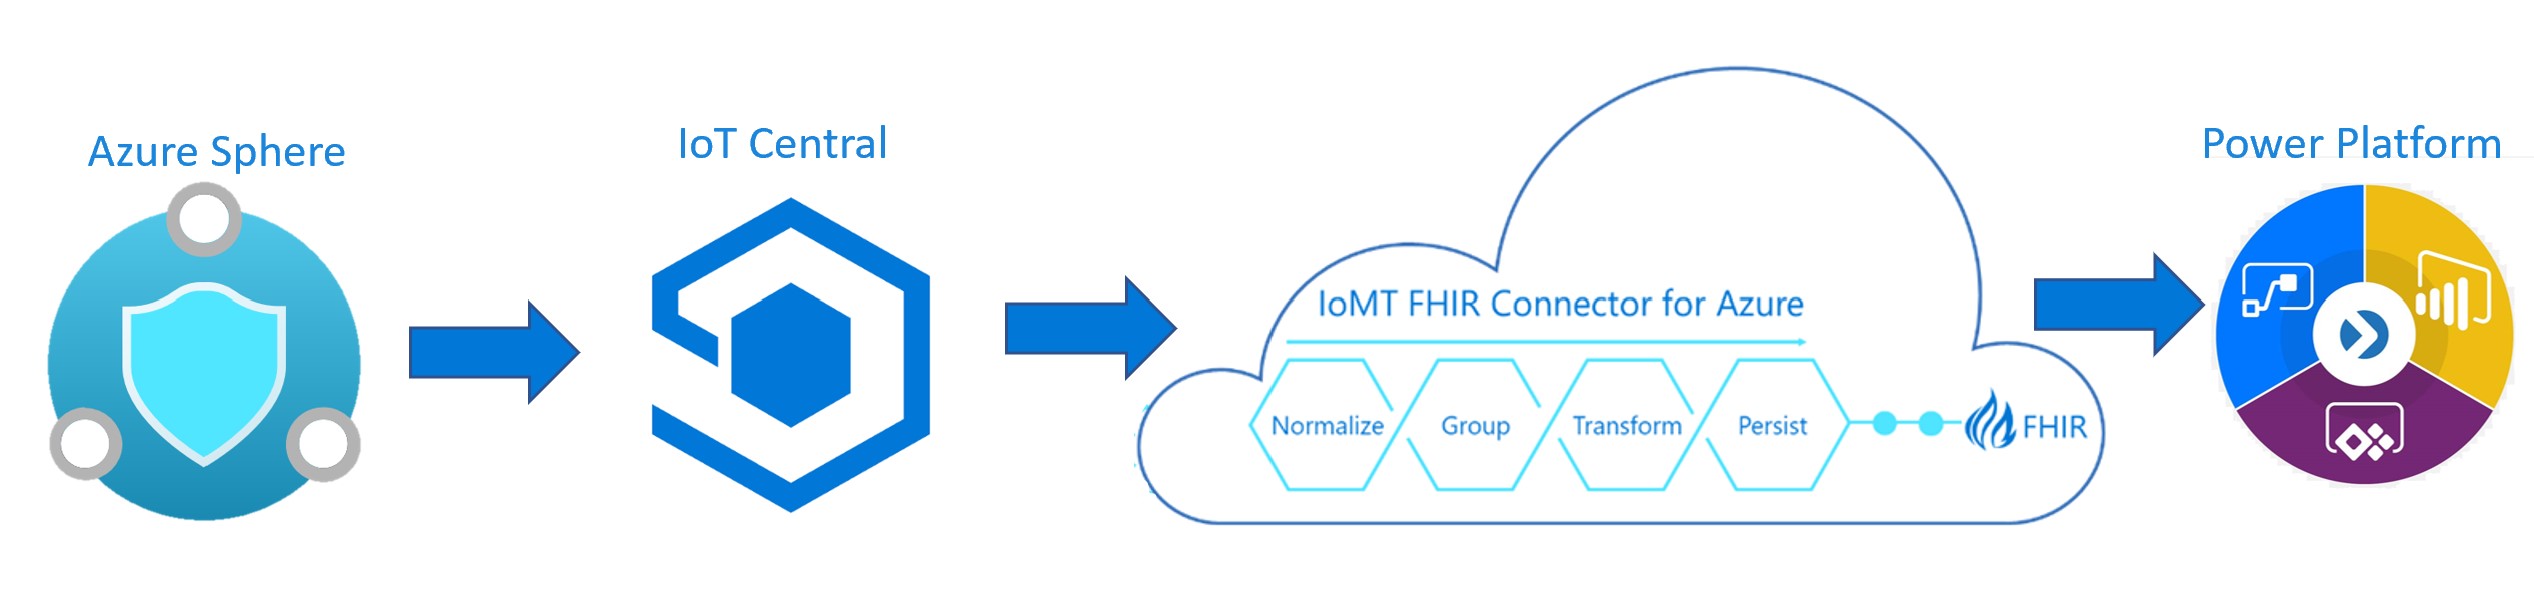 Azure Sphere
IoT Central
IoMT FHIR Connector for Azure
Normalize
Group
Transform
Persist
FHIR
Power Platform